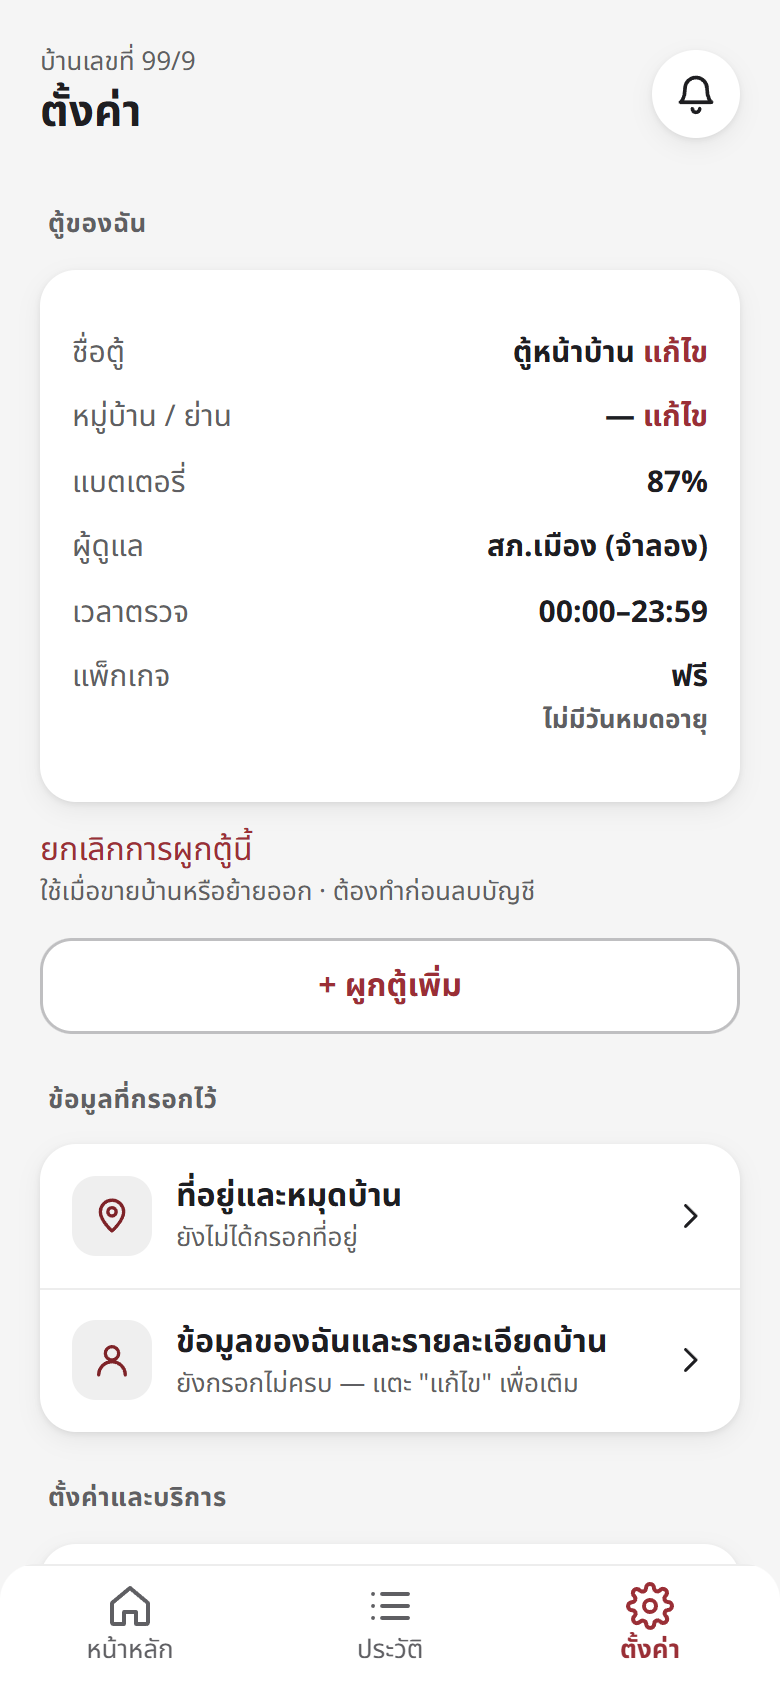 บ้านเลขที่ 99/9
ตั้งค่า
ตู้ของฉัน
ชื่อตู้ ตู้หน้าบ้าน แก้ไข
หมู่บ้าน / ย่าน — แก้ไข
แบตเตอรี่ 87%
ผู้ดูแล สภ.เมือง (จำลอง)
เวลาตรวจ 00:00–23:59
แพ็กเกจ ฟรี
ไม่มีวันหมดอายุ
ยกเลิกการผูกตู้นี้
ใช้เมื่อขายบ้านหรือย้ายออก · ต้องทำก่อนลบบัญชี
+ ผูกตู้เพิ่ม
ข้อมูลที่กรอกไว้
ที่อยู่และหมุดบ้าน
ยังไม่ได้กรอกที่อยู่
ข้อมูลของฉันและรายละเอียดบ้าน
ยังกรอกไม่ครบ — แตะ "แก้ไข" เพื่อเติม
ตั้งค่าและบริการ
หน้าหลัก ประวัติ ตั้งค่า